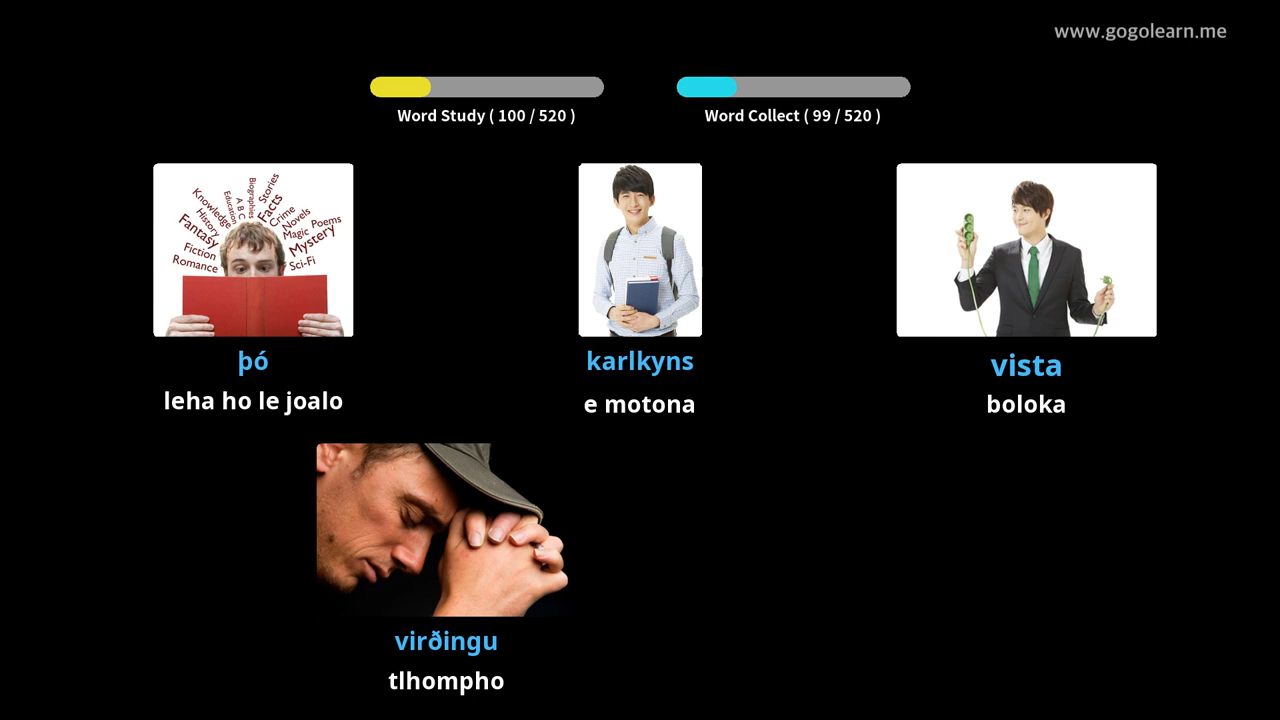 www.gogolearn.me
Word Study ( 100 / 520 )
Word Collect ( 99 / 520 )
Knowledge
History
Fantasy
Fiction
Romance
Education
A B C
Biographies
Stories
Facts
Crime
Novels
Magic
Poems
Mystery
Sci-Fi
þó
karlkyns
vista
leha ho le joalo
e motona
boloka
virðingu
tlhompho